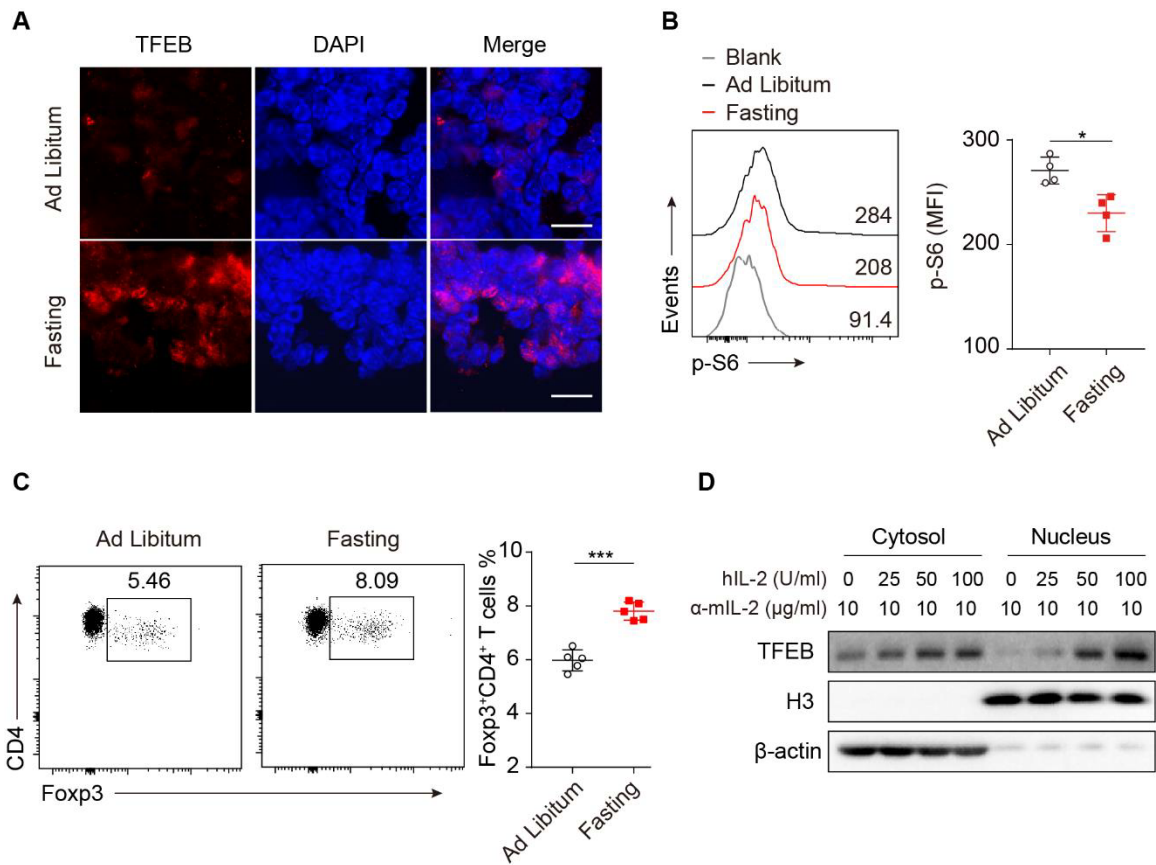 A
TFEB
DAPI
Merge
Ad Libitum
Fasting
B
Blank
Ad Libitum
Fasting
284
208
91.4
Events
p-S6
300
200
100
p-S6 (MFI)
*
Ad Libitum
Fasting
C
Ad Libitum
Fasting
5.46
8.09
CD4
Foxp3
Foxp3⁺CD4⁺ T cells %
10
8
6
4
2
***
Ad Libitum
Fasting
D
Cytosol Nucleus
hIL-2 (U/ml) 0 25 50 100 0 25 50 100
α-mIL-2 (µg/ml) 10 10 10 10 10 10 10 10
TFEB
H3
β-actin